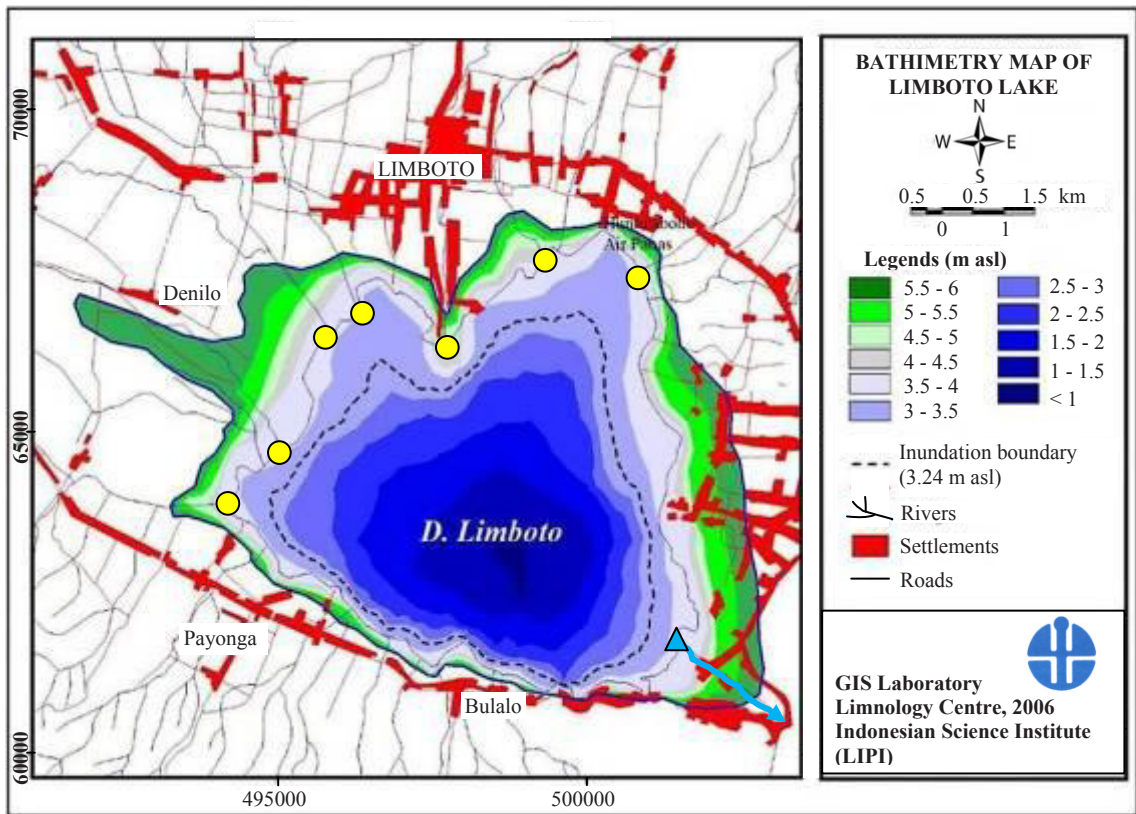 BATHIMETRY MAP OF
LIMBOTO LAKE
N
W E
S
0.5 0.5 1.5 km
0 1
Legends (m asl)
5.5 - 6
5 - 5.5
4.5 - 5
4 - 4.5
3.5 - 4
3 - 3.5
2.5 - 3
2 - 2.5
1.5 - 2
1 - 1.5
< 1
Inundation boundary
(3.24 m asl)
Rivers
Settlements
Roads
GIS Laboratory
Limnology Centre, 2006
Indonesian Science Institute
(LIPI)
70000
65000
60000
495000
500000
LIMBOTO
Air Panas
Denilo
D. Limboto
Payonga
Bulalo